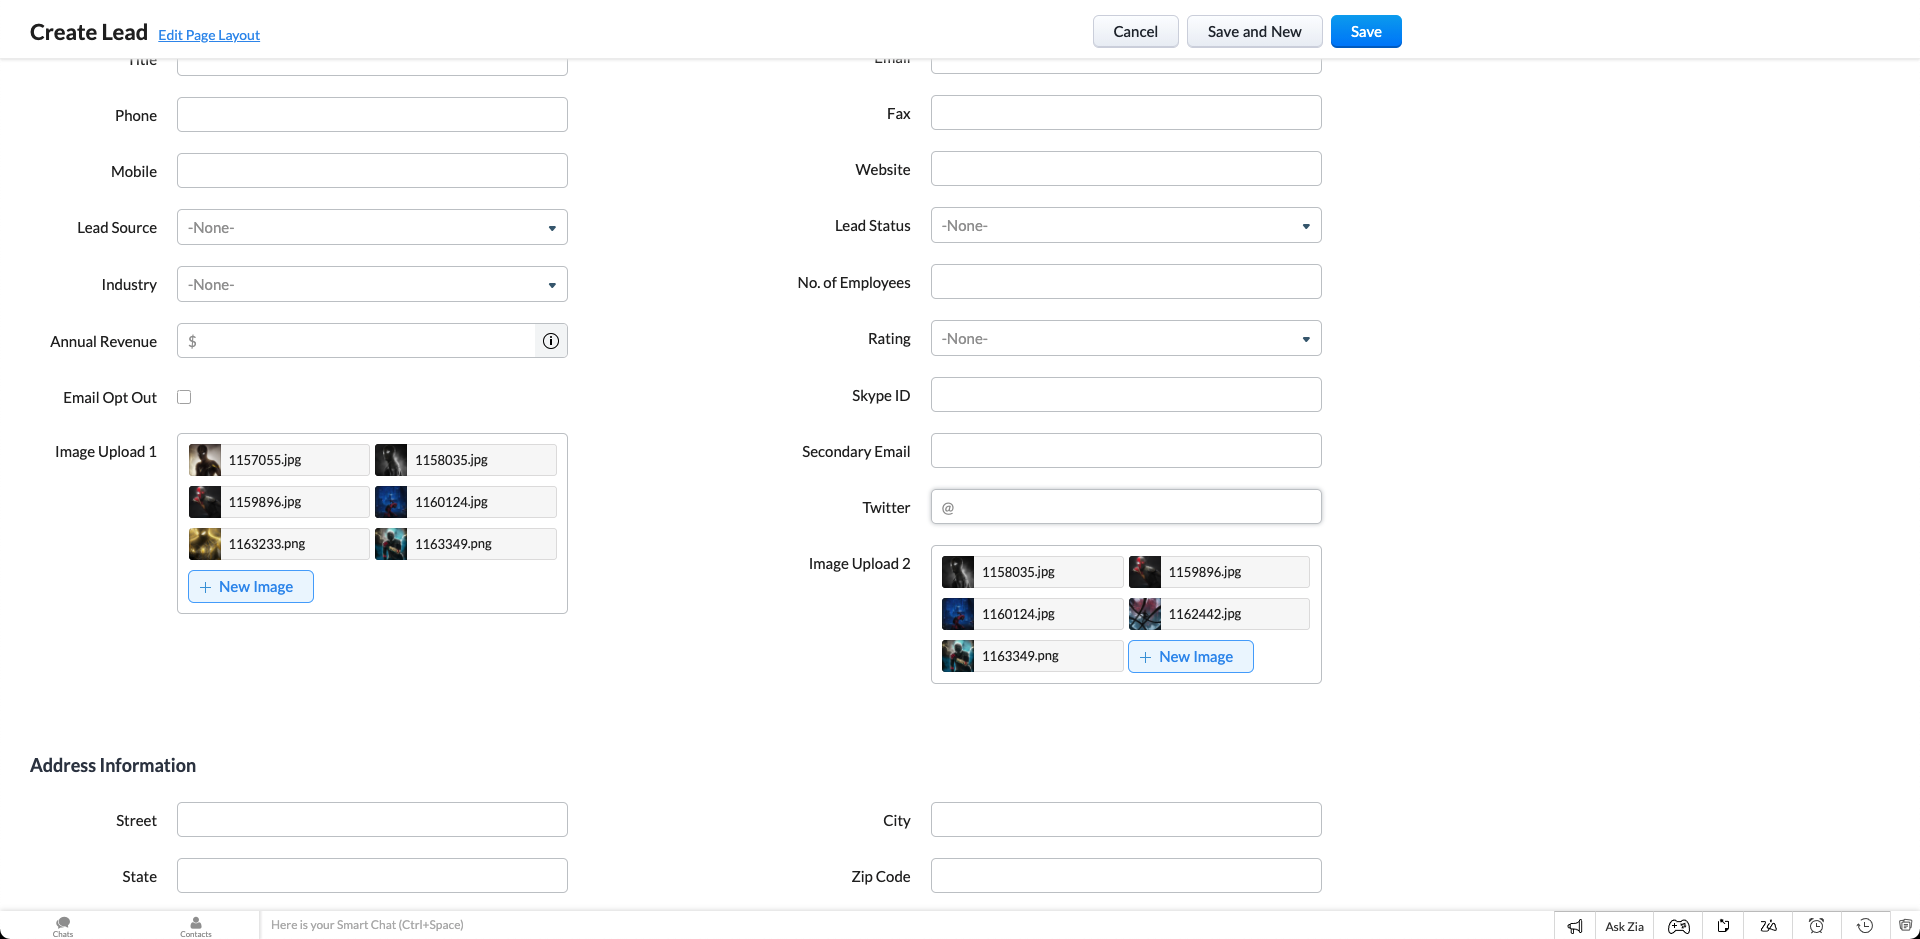 Create Lead Edit Page Layout
Cancel
Save and New
Save
Title
Email
Phone
Fax
Mobile
Website
Lead Source -None-
Lead Status -None-
Industry -None-
No. of Employees
Annual Revenue $
Rating -None-
Email Opt Out
Skype ID
Image Upload 1
1157055.jpg
1158035.jpg
1159896.jpg
1160124.jpg
1163233.png
1163349.png
+ New Image
Secondary Email
Twitter @
Image Upload 2
1158035.jpg
1159896.jpg
1160124.jpg
1162442.jpg
1163349.png
+ New Image
Address Information
Street
City
State
Zip Code
Chats
Contacts
Here is your Smart Chat (Ctrl+Space)
Ask Zia